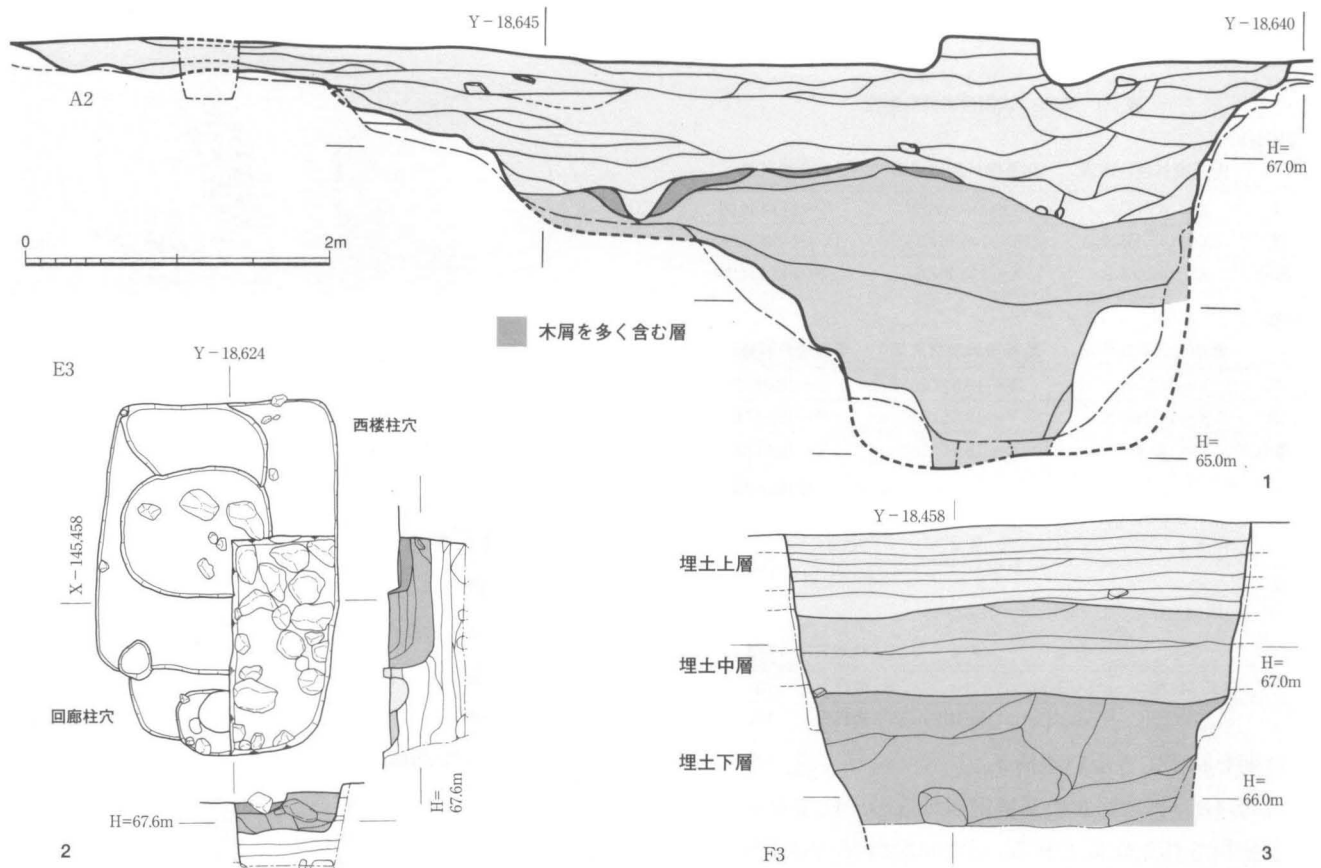 Y－18,645
Y－18,640
A2
H=
67.0m
0
2m
木屑を多く含む層
H=
65.0m
1
E3
Y－18,624
西楼柱穴
X－145,458
回廊柱穴
H=
67.6m
H=67.6m
2
Y－18,458
埋土上層
埋土中層
H=
67.0m
埋土下層
H=
66.0m
F3
3